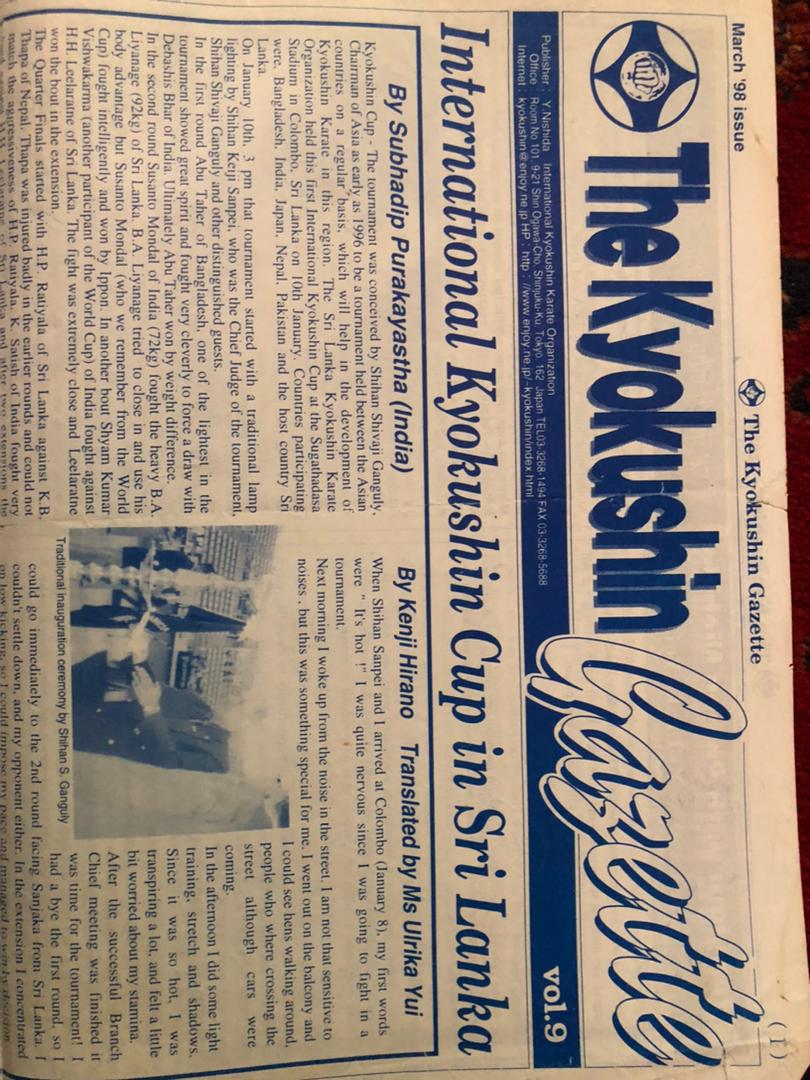 (1)
March '98 issue
The Kyokushin Gazette
The Kyokushin Gazette
Publisher : Y.Nishida International Kyokushin Karate Organization
Office Room No 101, 9-21 Shin Ogawa-Cho, Shinjuku-Ku, Tokyo, 162 Japan TEL03-3268-1494 FAX 03-3268-5688
Internet : kyokushin@enjoy.ne.jp HP : http : //www.enjoy.ne.jp/~kyokushin/index.html
vol.9
International Kyokushin Cup in Sri Lanka
By Subhadip Purakayastha (India)
Kyokushin Cup - The tournament was conceived by Shihan Shivaji Ganguly,
Chairman of Asia as early as 1996 to be a tournament held between the Asian
countries on a regular basis, which will help in the development of
Kyokushin Karate in this region. The Sri Lanka Kyokushin Karate
Organization held this first International Kyokushin Cup at the Sugathadasa
Stadium in Colombo, Sri Lanka on 10th January. Countries participating
were, Bangladesh, India, Japan, Nepal, Pakistan and the host country Sri
Lanka.
On January 10th, 3 pm that tournament started with a traditional lamp
lighting by Shihan Keiji Sanpei, who was the Chief Judge of the tournament,
Shihan Shivaji Ganguly and other distinguished guests.
In the first round Abu Taher of Bangladesh, one of the lightest in the
tournament showed great spirit and fought very cleverly to force a draw with
Debashis Bhar of India. Ultimately Abu Taher won by weight difference.
In the second round Susanto Mondal of India (72kg) fought the heavy B.A.
Liyanage (92kg) of Sri Lanka. B.A. Liyanage tried to close in and use his
body advantage but Susanto Mondal (who we remember from the World
Cup) fought intelligently and won by Ippon. In another bout Shyam Kumar
Vishwakarma (another participant of the World Cup) of India fought against
H.H. Leelaratne of Sri Lanka. The fight was extremely close and Leelaratne
won the bout in the extension.
The Quarter Finals started with H.P. Ratiyala of Sri Lanka against K.B.
Thapa of Nepal. Thapa was injured badly in the earlier rounds and could not
match the aggressiveness of H.P. Ratiyala. K. Satish of India fought very
Leelaratne of Sri Lanka and after two extensions the
By Kenji Hirano Translated by Ms Ulrika Yui
When Shihan Sanpei and I arrived at Colombo (January 8), my first words
were " It's hot !" I was quite nervous since I was going to fight in a
tournament.
Next morning I woke up from the noise in the street. I am not that sensitive to
noises , but this was something special for me. I went out on the balcony and
I could see hens walking around,
people who where crossing the
street although cars were
coming.
In the afternoon I did some light
training, stretch and shadows.
Since it was so hot, I was
transpiring a lot, and felt a little
bit worried about my stamina.
After the successful Branch
Chief meeting was finished it
was time for the tournament! I
had a bye the first round, so I
Traditional inauguration ceremony by Shihan S. Ganguly
could go immediately to the 2nd round facing Sanjaka from Sri Lanka. I
couldn't settle down, and my opponent either. In the extension I concentrated
on low kicking, so I could impose my pace and managed to win by decision.